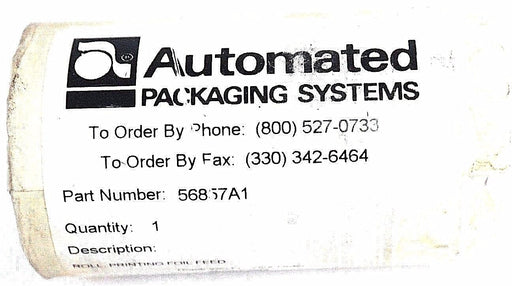 Automated
PACKAGING SYSTEMS
To Order By Phone: (800) 527-0733
To Order By Fax: (330) 342-6464
Part Number: 56867A1
Quantity: 1
Description:
ROLL, PRINTING FOIL FEED